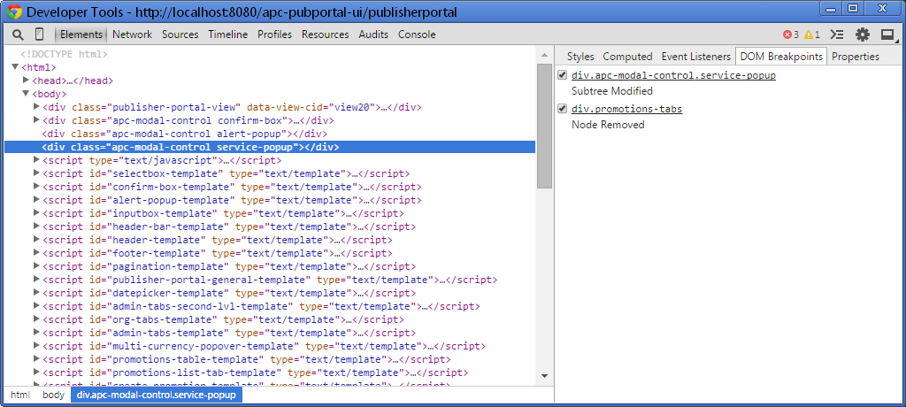 Developer Tools - http://localhost:8080/apc-pubportal-ui/publisherportal
Elements Network Sources Timeline Profiles Resources Audits Console 3 1
<!DOCTYPE html>
<html>
<head>…</head>
<body>
<div class="publisher-portal-view" data-view-cid="view20">…</div>
<div class="apc-modal-control confirm-box">…</div>
<div class="apc-modal-control alert-popup"></div>
<div class="apc-modal-control service-popup"></div>
<script type="text/javascript">…</script>
<script id="selectbox-template" type="text/template">…</script>
<script id="confirm-box-template" type="text/template">…</script>
<script id="alert-popup-template" type="text/template">…</script>
<script id="inputbox-template" type="text/template">…</script>
<script id="header-bar-template" type="text/template">…</script>
<script id="header-template" type="text/template">…</script>
<script id="footer-template" type="text/template">…</script>
<script id="pagination-template" type="text/template">…</script>
<script id="publisher-portal-general-template" type="text/template">…</script>
<script id="datepicker-template" type="text/template">…</script>
<script id="admin-tabs-second-lvl-template" type="text/template">…</script>
<script id="org-tabs-template" type="text/template">…</script>
<script id="admin-tabs-template" type="text/template">…</script>
<script id="multi-currency-popover-template" type="text/template">…</script>
<script id="promotions-table-template" type="text/template">…</script>
<script id="promotions-list-tab-template" type="text/template">…</script>
<script id="create-promotion-template" type="text/template">…</script>
html body div.apc-modal-control.service-popup
Styles Computed Event Listeners DOM Breakpoints Properties
div.apc-modal-control.service-popup
Subtree Modified
div.promotions-tabs
Node Removed